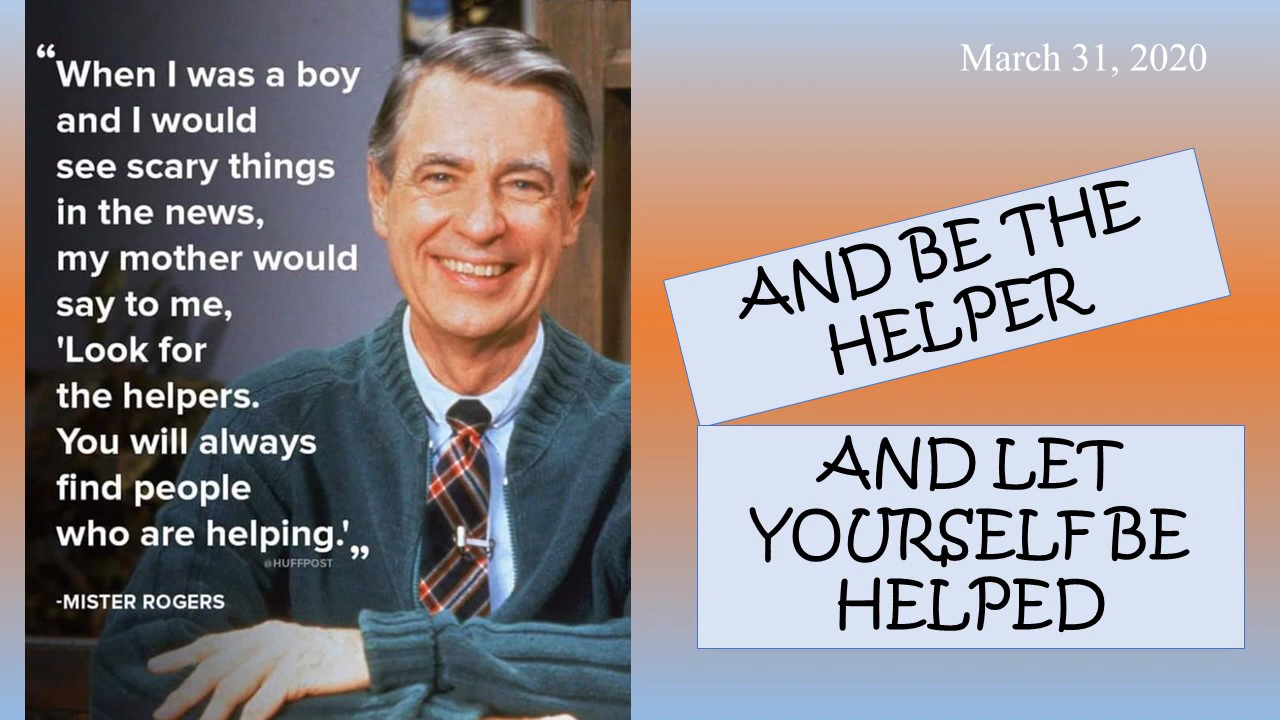 “When I was a boy
and I would
see scary things
in the news,
my mother would
say to me,
'Look for
the helpers.
You will always
find people
who are helping.'”
@HUFFPOST
-MISTER ROGERS
March 31, 2020
AND BE THE
HELPER
AND LET
YOURSELF BE
HELPED